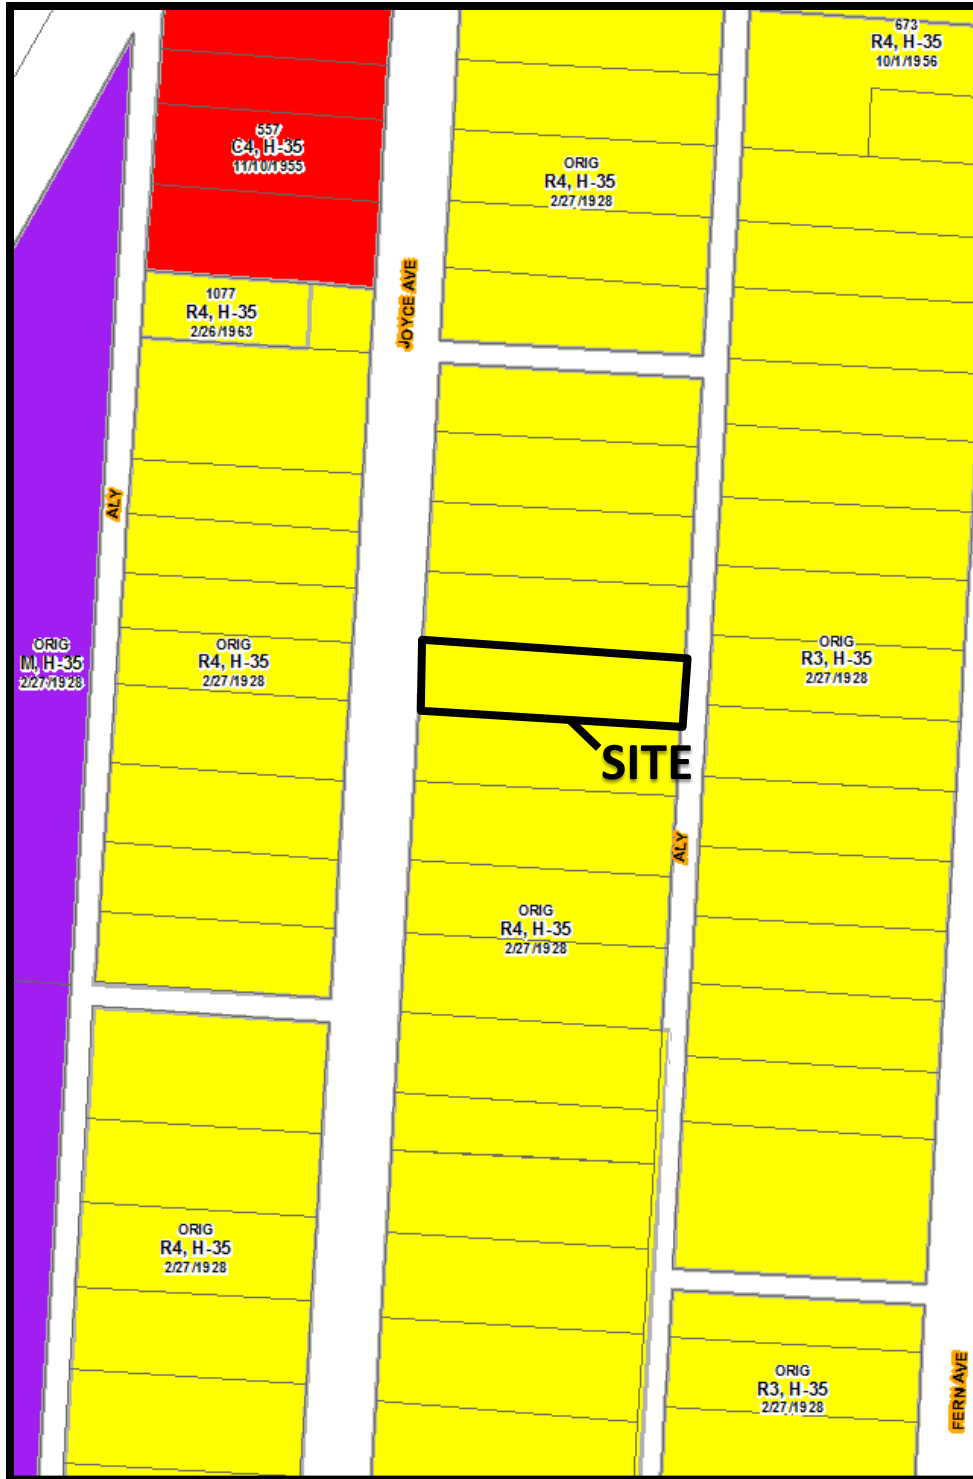 673
R4, H-35
10/1/1956
557
C4, H-35
11/10/1955
ORIG
R4, H-35
2/27/1928
JOYCE AVE
1077
R4, H-35
2/26/1963
ALY
ORIG
M, H-35
2/27/1928
ORIG
R4, H-35
2/27/1928
ORIG
R3, H-35
2/27/1928
SITE
ALY
ORIG
R4, H-35
2/27/1928
ORIG
R4, H-35
2/27/1928
ORIG
R3, H-35
2/27/1928
FERN AVE